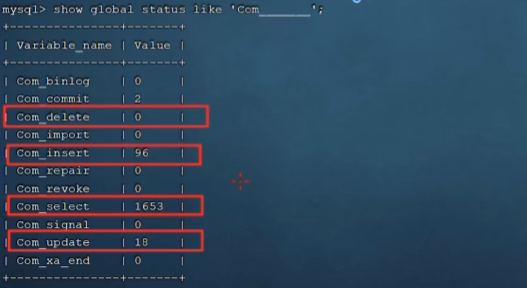 mysql> show global status like 'Com_______';
+---------------+-------+
| Variable_name | Value |
+---------------+-------+
| Com_binlog | 0 |
| Com_commit | 2 |
| Com_delete | 0 |
| Com_import | 0 |
| Com_insert | 96 |
| Com_repair | 0 |
| Com_revoke | 0 |
| Com_select | 1653 |
| Com_signal | 0 |
| Com_update | 18 |
| Com_xa_end | 0 |
+---------------+-------+